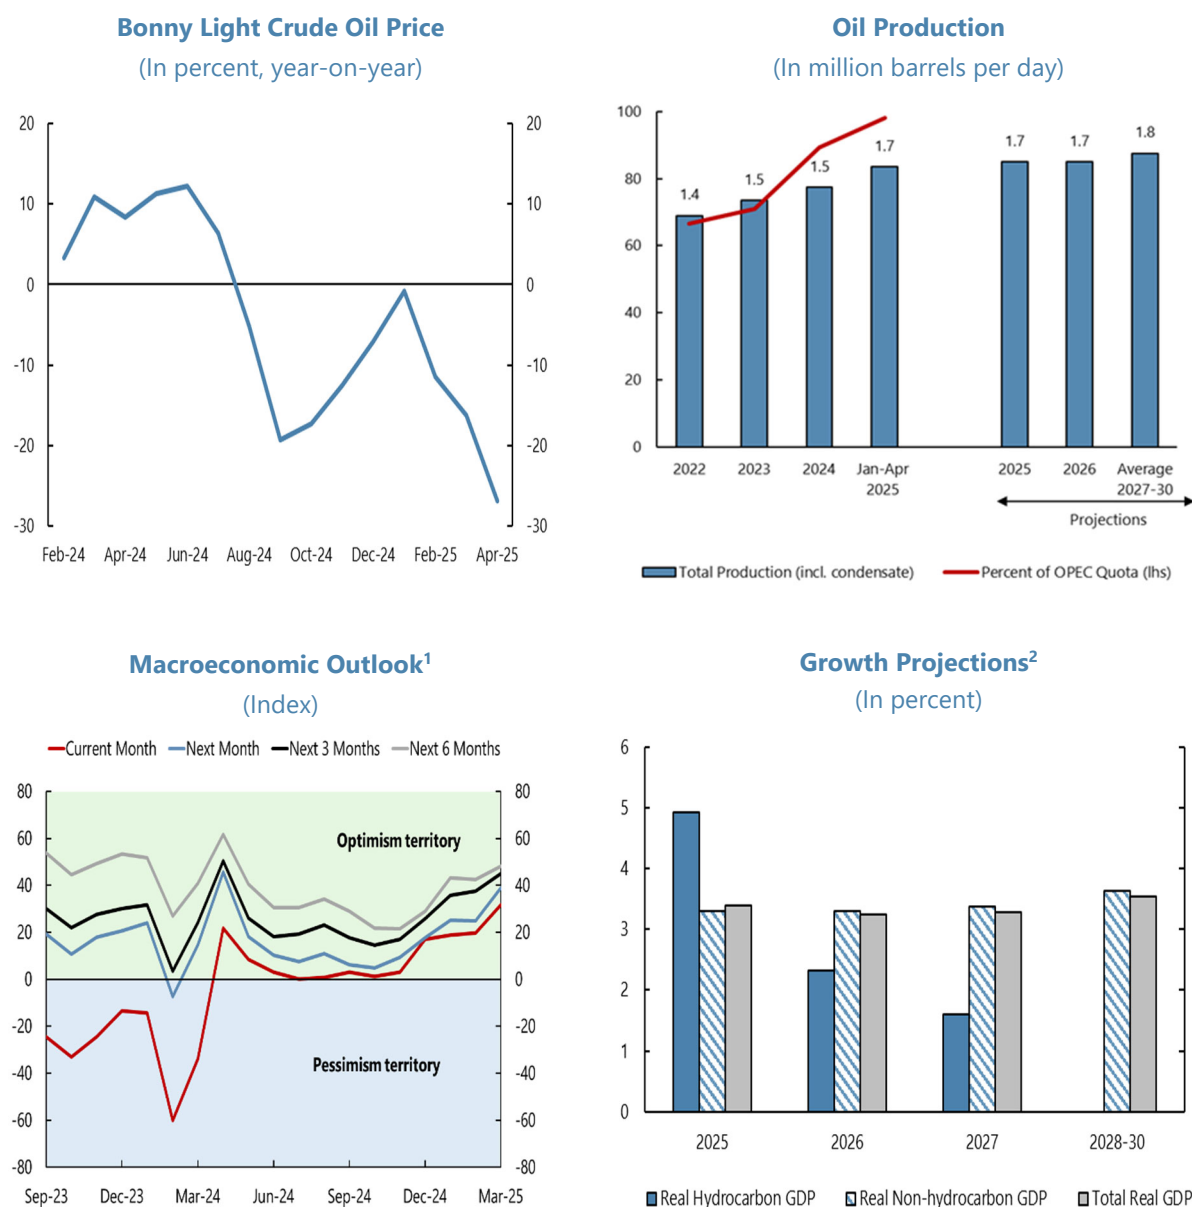 Bonny Light Crude Oil Price
(In percent, year-on-year)
20 20
10 10
0 0
-10 -10
-20 -20
-30 -30
Feb-24 Apr-24 Jun-24 Aug-24 Oct-24 Dec-24 Feb-25 Apr-25
Oil Production
(In million barrels per day)
100
80
60
40
20
0
1.4 1.5 1.5 1.7 1.7 1.7 1.8
2022 2023 2024 Jan-Apr 2025 2026 Average
2025 2027-30
Projections
Total Production (incl. condensate) Percent of OPEC Quota (lhs)
Macroeconomic Outlook¹
(Index)
Current Month Next Month Next 3 Months Next 6 Months
80 80
60 60
Optimism territory
40 40
20 20
0 0
-20 -20
Pessimism territory
-40 -40
-60 -60
-80 -80
Sep-23 Dec-23 Mar-24 Jun-24 Sep-24 Dec-24 Mar-25
Growth Projections²
(In percent)
6
5
4
3
2
1
0
2025 2026 2027 2028-30
Real Hydrocarbon GDP Real Non-hydrocarbon GDP Total Real GDP